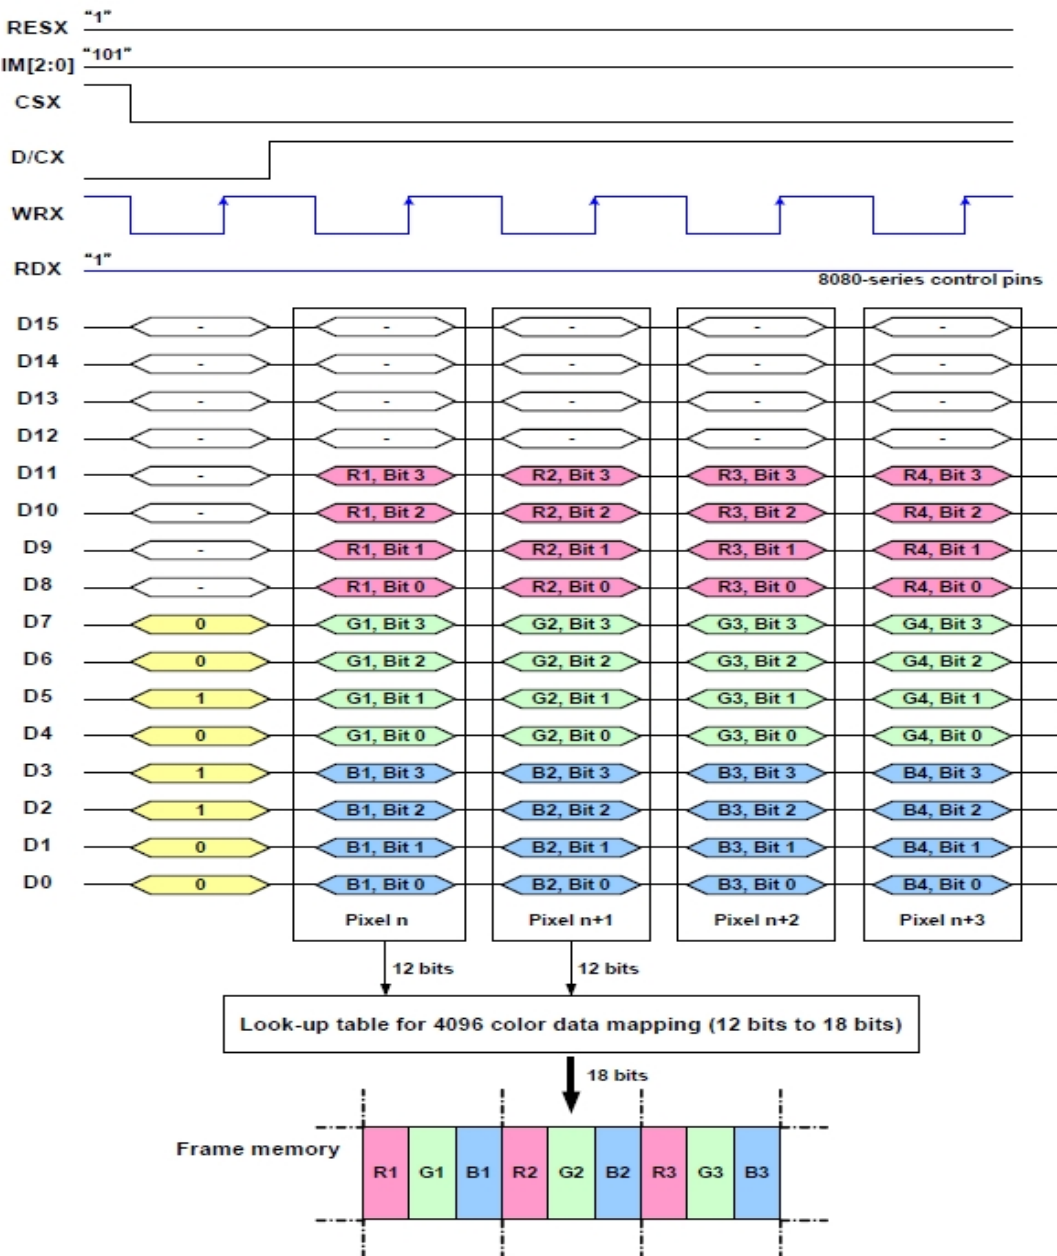 RESX "1"
IM[2:0] "101"
CSX
D/CX
WRX
RDX "1"
8080-series control pins
D15 - - - - -
D14 - - - - -
D13 - - - - -
D12 - - - - -
D11 - R1, Bit 3 R2, Bit 3 R3, Bit 3 R4, Bit 3
D10 - R1, Bit 2 R2, Bit 2 R3, Bit 2 R4, Bit 2
D9 - R1, Bit 1 R2, Bit 1 R3, Bit 1 R4, Bit 1
D8 - R1, Bit 0 R2, Bit 0 R3, Bit 0 R4, Bit 0
D7 0 G1, Bit 3 G2, Bit 3 G3, Bit 3 G4, Bit 3
D6 0 G1, Bit 2 G2, Bit 2 G3, Bit 2 G4, Bit 2
D5 1 G1, Bit 1 G2, Bit 1 G3, Bit 1 G4, Bit 1
D4 0 G1, Bit 0 G2, Bit 0 G3, Bit 0 G4, Bit 0
D3 1 B1, Bit 3 B2, Bit 3 B3, Bit 3 B4, Bit 3
D2 1 B1, Bit 2 B2, Bit 2 B3, Bit 2 B4, Bit 2
D1 0 B1, Bit 1 B2, Bit 1 B3, Bit 1 B4, Bit 1
D0 0 B1, Bit 0 B2, Bit 0 B3, Bit 0 B4, Bit 0
Pixel n Pixel n+1 Pixel n+2 Pixel n+3
12 bits 12 bits
Look-up table for 4096 color data mapping (12 bits to 18 bits)
18 bits
Frame memory
R1 G1 B1 R2 G2 B2 R3 G3 B3